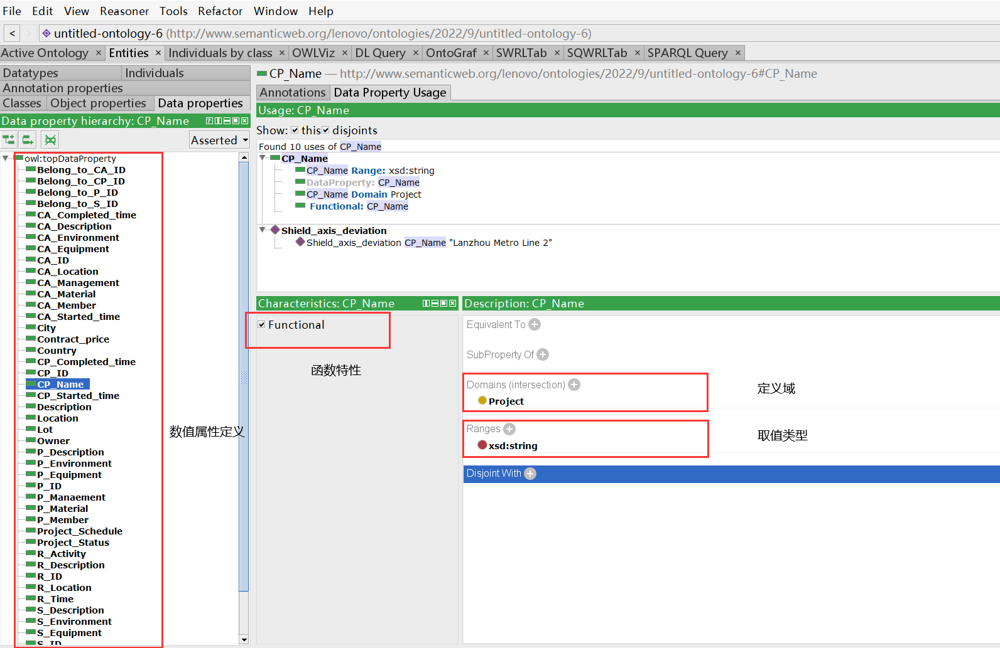 File Edit View Reasoner Tools Refactor Window Help
< > untitled-ontology-6 (http://www.semanticweb.org/lenovo/ontologies/2022/9/untitled-ontology-6)
Active Ontology × Entities × Individuals by class × OWLViz × DL Query × OntoGraf × SWRLTab × SQWRLTab × SPARQL Query ×
Datatypes Individuals
Annotation properties
Classes Object properties Data properties
Data property hierarchy: CP_Name
Asserted
owl:topDataProperty
Belong_to_CA_ID
Belong_to_CP_ID
Belong_to_P_ID
Belong_to_S_ID
CA_Completed_time
CA_Description
CA_Environment
CA_Equipment
CA_ID
CA_Location
CA_Management
CA_Material
CA_Member
CA_Started_time
City
Contract_price
Country
CP_Completed_time
CP_ID
CP_Name
CP_Started_time
Description
Location
Lot
Owner
P_Description
P_Environment
P_Equipment
P_ID
P_Manaement
P_Material
P_Member
Project_Schedule
Project_Status
R_Activity
R_Description
R_ID
R_Location
R_Time
S_Description
S_Environment
S_Equipment
S_ID
数值属性定义
CP_Name — http://www.semanticweb.org/lenovo/ontologies/2022/9/untitled-ontology-6#CP_Name
Annotations Data Property Usage
Usage: CP_Name
Show: this disjoints
Found 10 uses of CP_Name
CP_Name
CP_Name Range: xsd:string
DataProperty: CP_Name
CP_Name Domain Project
Functional: CP_Name
Shield_axis_deviation
Shield_axis_deviation CP_Name "Lanzhou Metro Line 2"
Characteristics: CP_Name
Functional
函数特性
Description: CP_Name
Equivalent To
SubProperty Of
Domains (intersection)
Project
定义域
Ranges
xsd:string
取值类型
Disjoint With